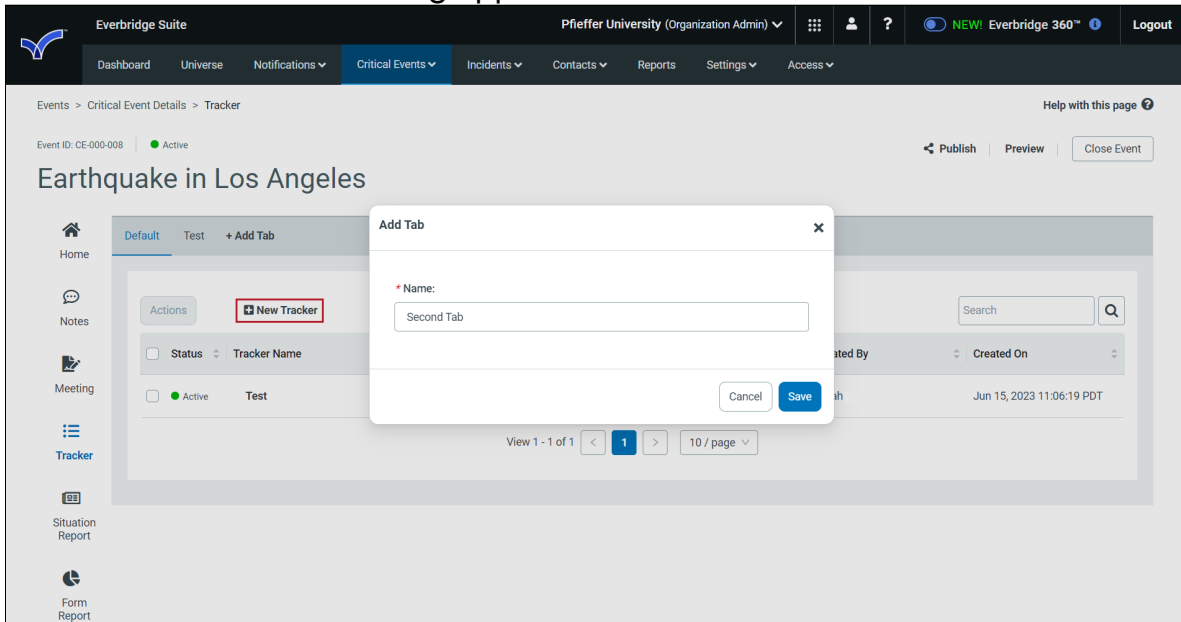 Everbridge Suite
Pfieffer University (Organization Admin)
?
NEW! Everbridge 360™
Logout
Dashboard Universe Notifications Critical Events Incidents Contacts Reports Settings Access
Events > Critical Event Details > Tracker
Help with this page
Event ID: CE-000-008
Active
Publish
Preview
Close Event
Earthquake in Los Angeles
Home
Notes
Meeting
Tracker
Situation
Report
Form
Report
Default Test + Add Tab
Actions
New Tracker
Search
Status Tracker Name
Created On
Active Test
Jun 15, 2023 11:06:19 PDT
View 1 - 1 of 1 < 1 > 10 / page
Add Tab
* Name:
Second Tab
Cancel
Save